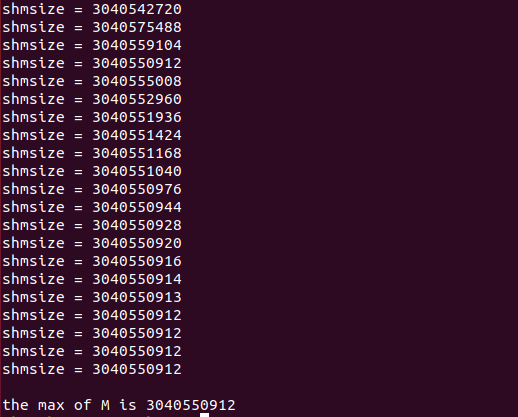 shmsize = 3040542720
shmsize = 3040575488
shmsize = 3040559104
shmsize = 3040550912
shmsize = 3040555008
shmsize = 3040552960
shmsize = 3040551936
shmsize = 3040551424
shmsize = 3040551168
shmsize = 3040551040
shmsize = 3040550976
shmsize = 3040550944
shmsize = 3040550928
shmsize = 3040550920
shmsize = 3040550916
shmsize = 3040550914
shmsize = 3040550913
shmsize = 3040550912
shmsize = 3040550912
shmsize = 3040550912
shmsize = 3040550912
the max of M is 3040550912